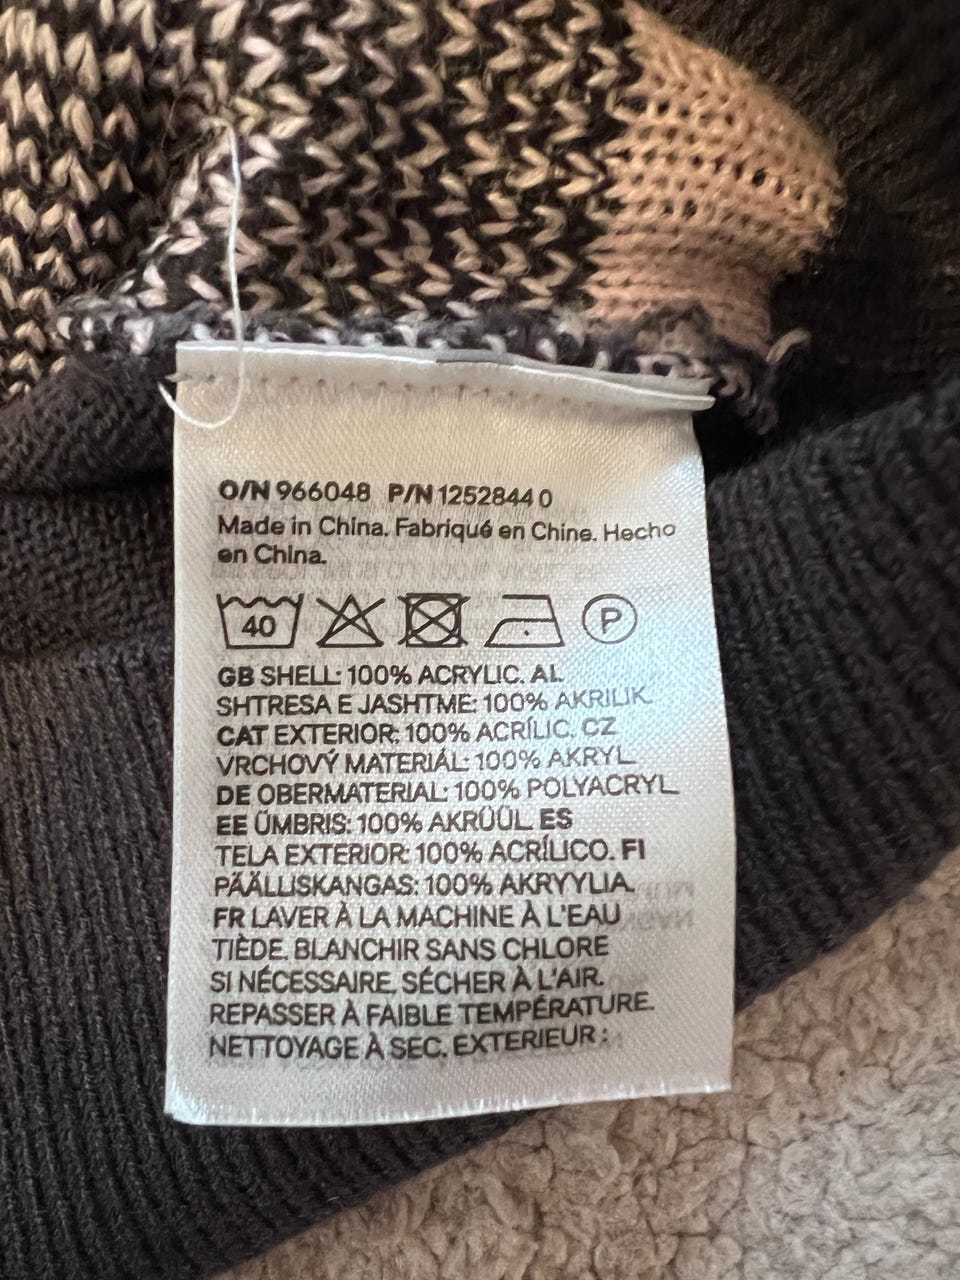 O/N 966048 P/N 1252844 0
Made in China. Fabriqué en Chine. Hecho
en China.
40 P
GB SHELL: 100% ACRYLIC. AL
SHTRESA E JASHTME: 100% AKRILIK.
CAT EXTERIOR: 100% ACRÍLIC. CZ
VRCHOVÝ MATERIÁL: 100% AKRYL
DE OBERMATERIAL: 100% POLYACRYL
EE ÜMBRIS: 100% AKRÜÜL ES
TELA EXTERIOR: 100% ACRÍLICO. FI
PÄÄLLISKANGAS: 100% AKRYYLIA.
FR LAVER À LA MACHINE À L'EAU
TIÈDE. BLANCHIR SANS CHLORE
SI NÉCESSAIRE. SÉCHER À L'AIR.
REPASSER À FAIBLE TEMPÉRATURE.
NETTOYAGE À SEC. EXTERIEUR :